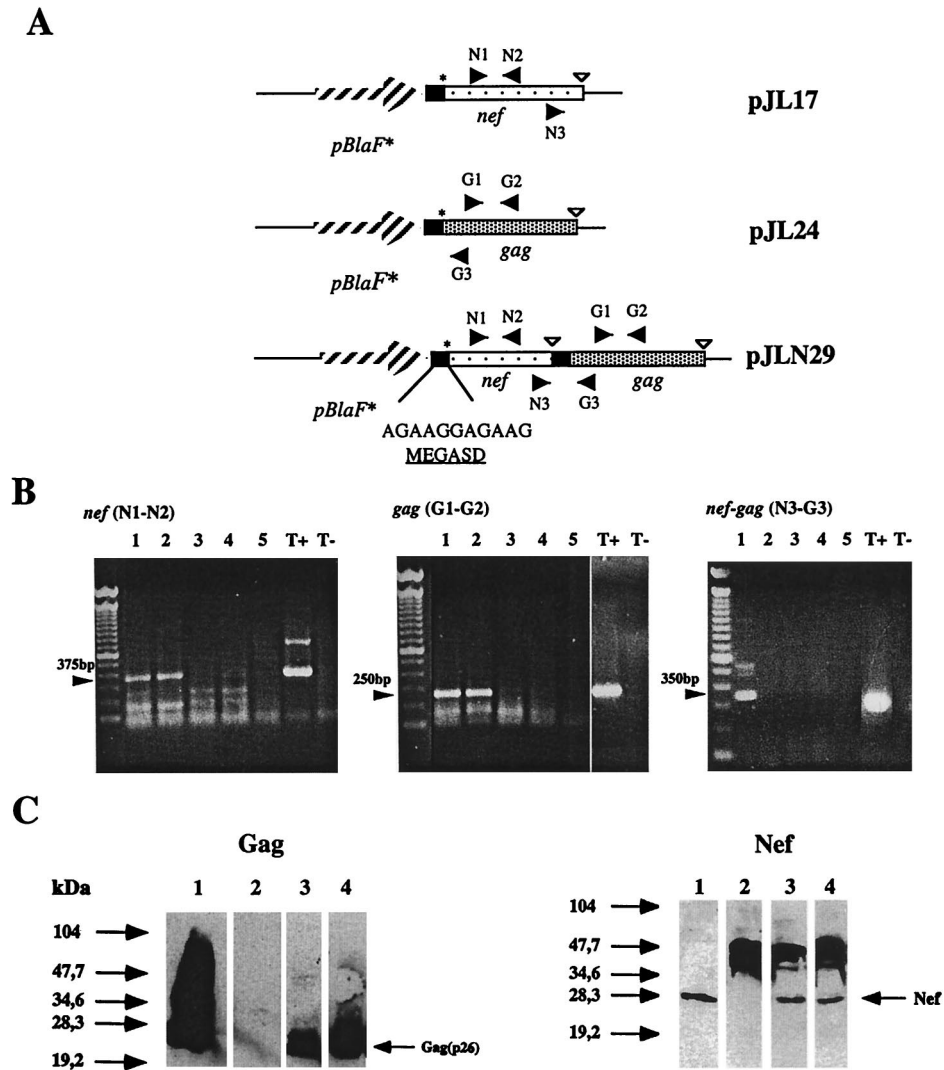 A
N1 N2
*
nef
N3
pBlaF*
pJL17
G1 G2
*
gag
G3
pBlaF*
pJL24
N1 N2 G1 G2
*
nef
gag
N3 G3
pBlaF*
pJLN29
AGAAGGAGAAG
MEGASD
B
nef (N1-N2)
1 2 3 4 5 T+ T-
375bp
gag (G1-G2)
1 2 3 4 5 T+ T-
250bp
nef-gag (N3-G3)
1 2 3 4 5 T+ T-
350bp
C
Gag
kDa 1 2 3 4
104
47,7
34,6
28,3
19,2
Gag(p26)
Nef
1 2 3 4
104
47,7
34,6
28,3
19,2
Nef